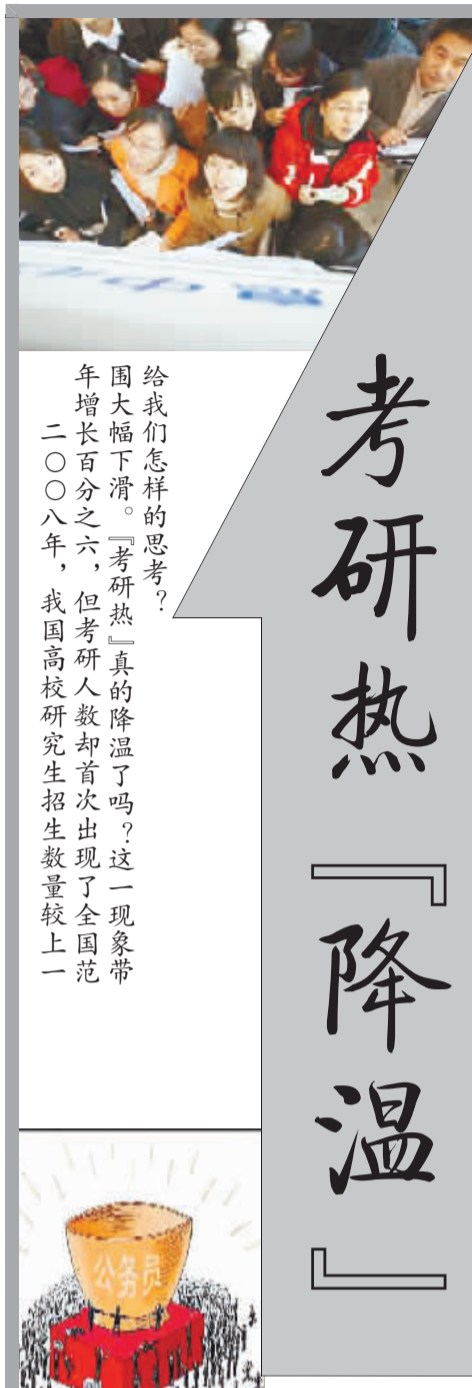 考研热『降温』
二〇〇八年，我国高校研究生招生数量较上一
年增长百分之六，但考研人数却首次出现了全国范
围大幅下滑。『考研热』真的降温了吗？这一现象带
给我们怎样的思考？
公务员